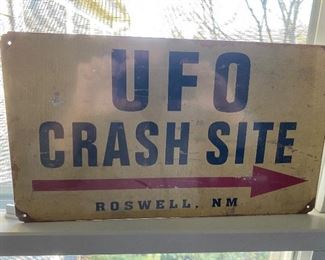 UFO
CRASH SITE
ROSWELL, NM